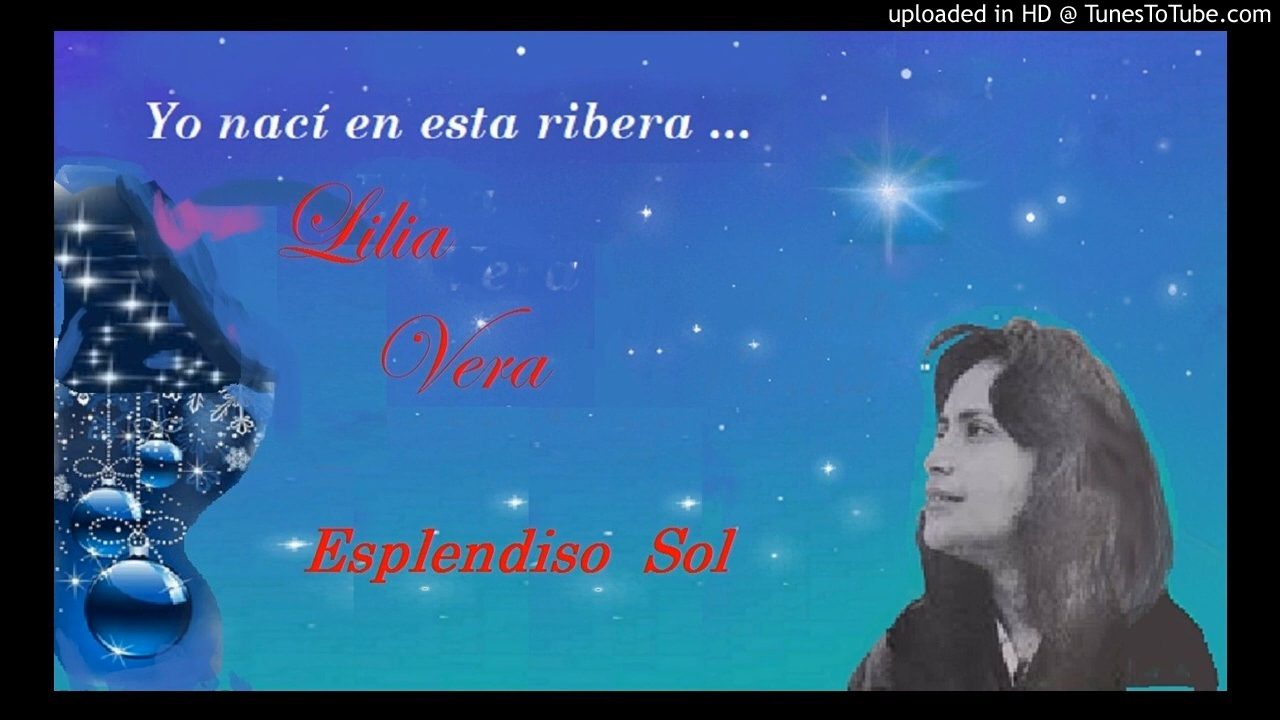 uploaded in HD @ TunesToTube.com
Yo nací en esta ribera ...
Lilia
Vera
Esplendiso Sol